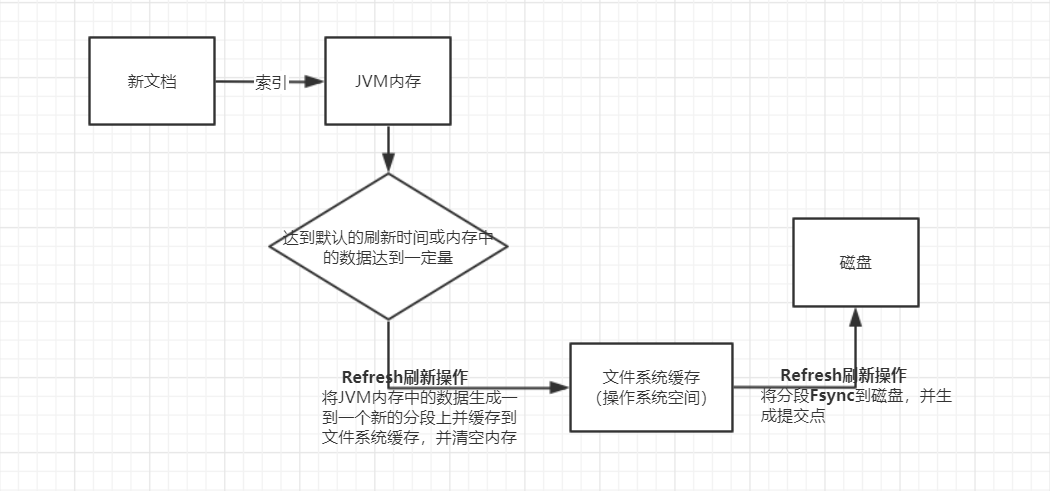 新文档
索引
JVM内存
达到默认的刷新时间或内存中
的数据达到一定量
磁盘
文件系统缓存
（操作系统空间）
Refresh刷新操作
将JVM内存中的数据生成一
到一个新的分段上并缓存到
文件系统缓存，并清空内存
Refresh刷新操作
将分段Fsync到磁盘，并生
成提交点